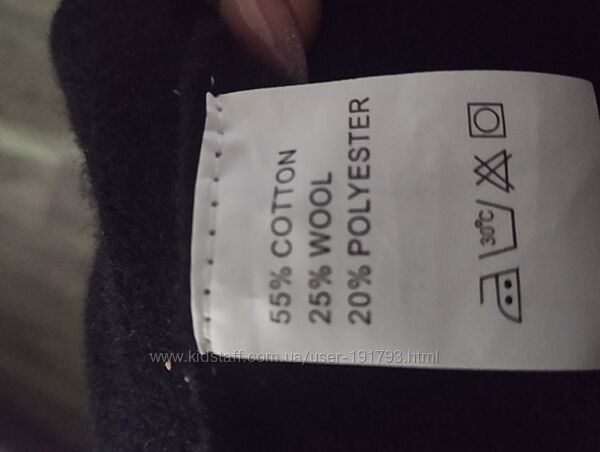 55% COTTON
25% WOOL
20% POLYESTER
30°C
www.kidstaff.com.ua/user-191793.html